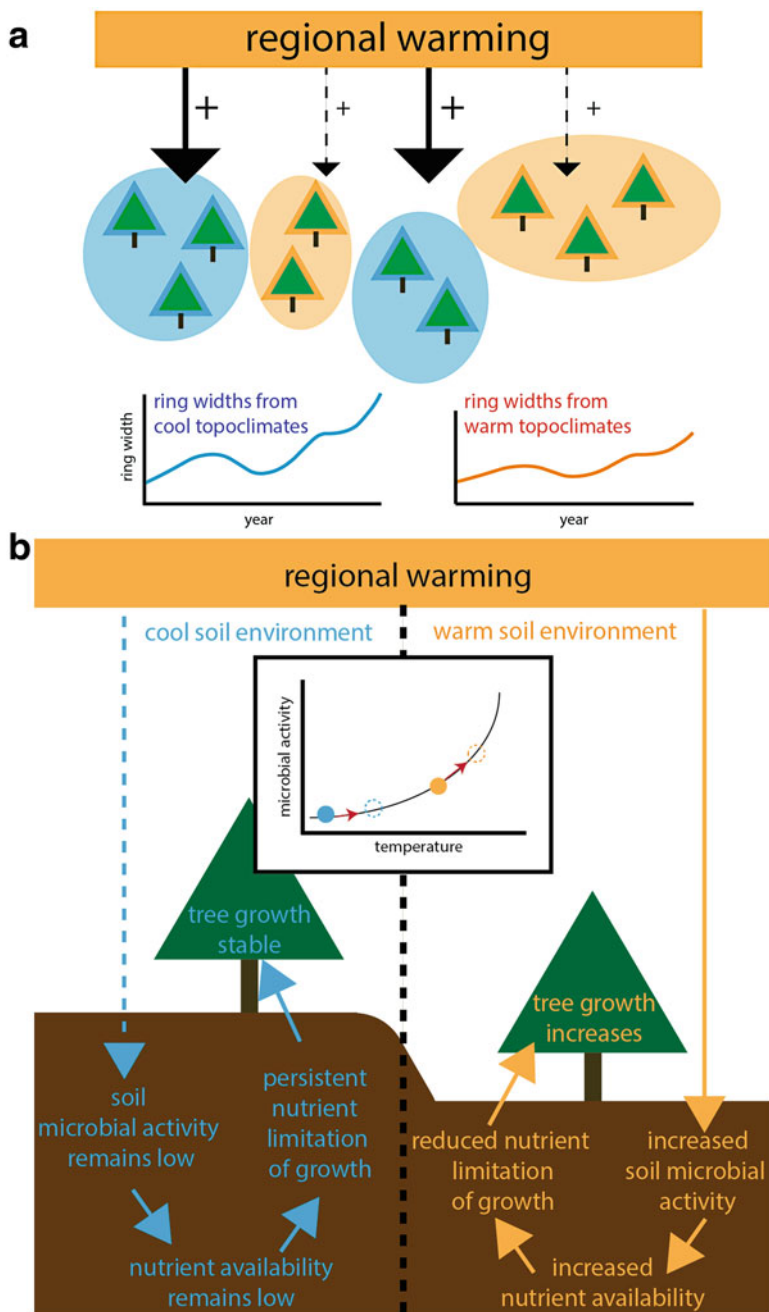 a
regional warming
+
+
+
+
ring widths from
cool topoclimates
ring width
year
ring widths from
warm topoclimates
year
b
regional warming
cool soil environment
warm soil environment
microbial activity
temperature
tree growth
stable
soil
microbial activity
remains low
persistent
nutrient
limitation
of growth
nutrient availability
remains low
tree growth
increases
reduced nutrient
limitation
of growth
increased
soil microbial
activity
increased
nutrient availability